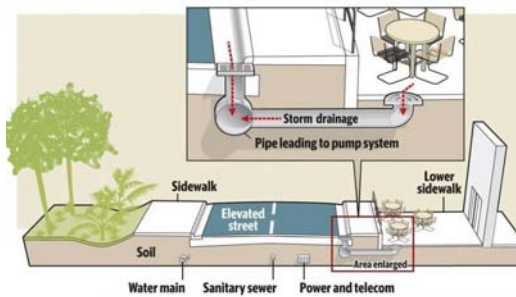 Storm drainage
Pipe leading to pump system
Sidewalk
Elevated
street
Lower
sidewalk
Soil
Area enlarged
Water main
Sanitary sewer
Power and telecom